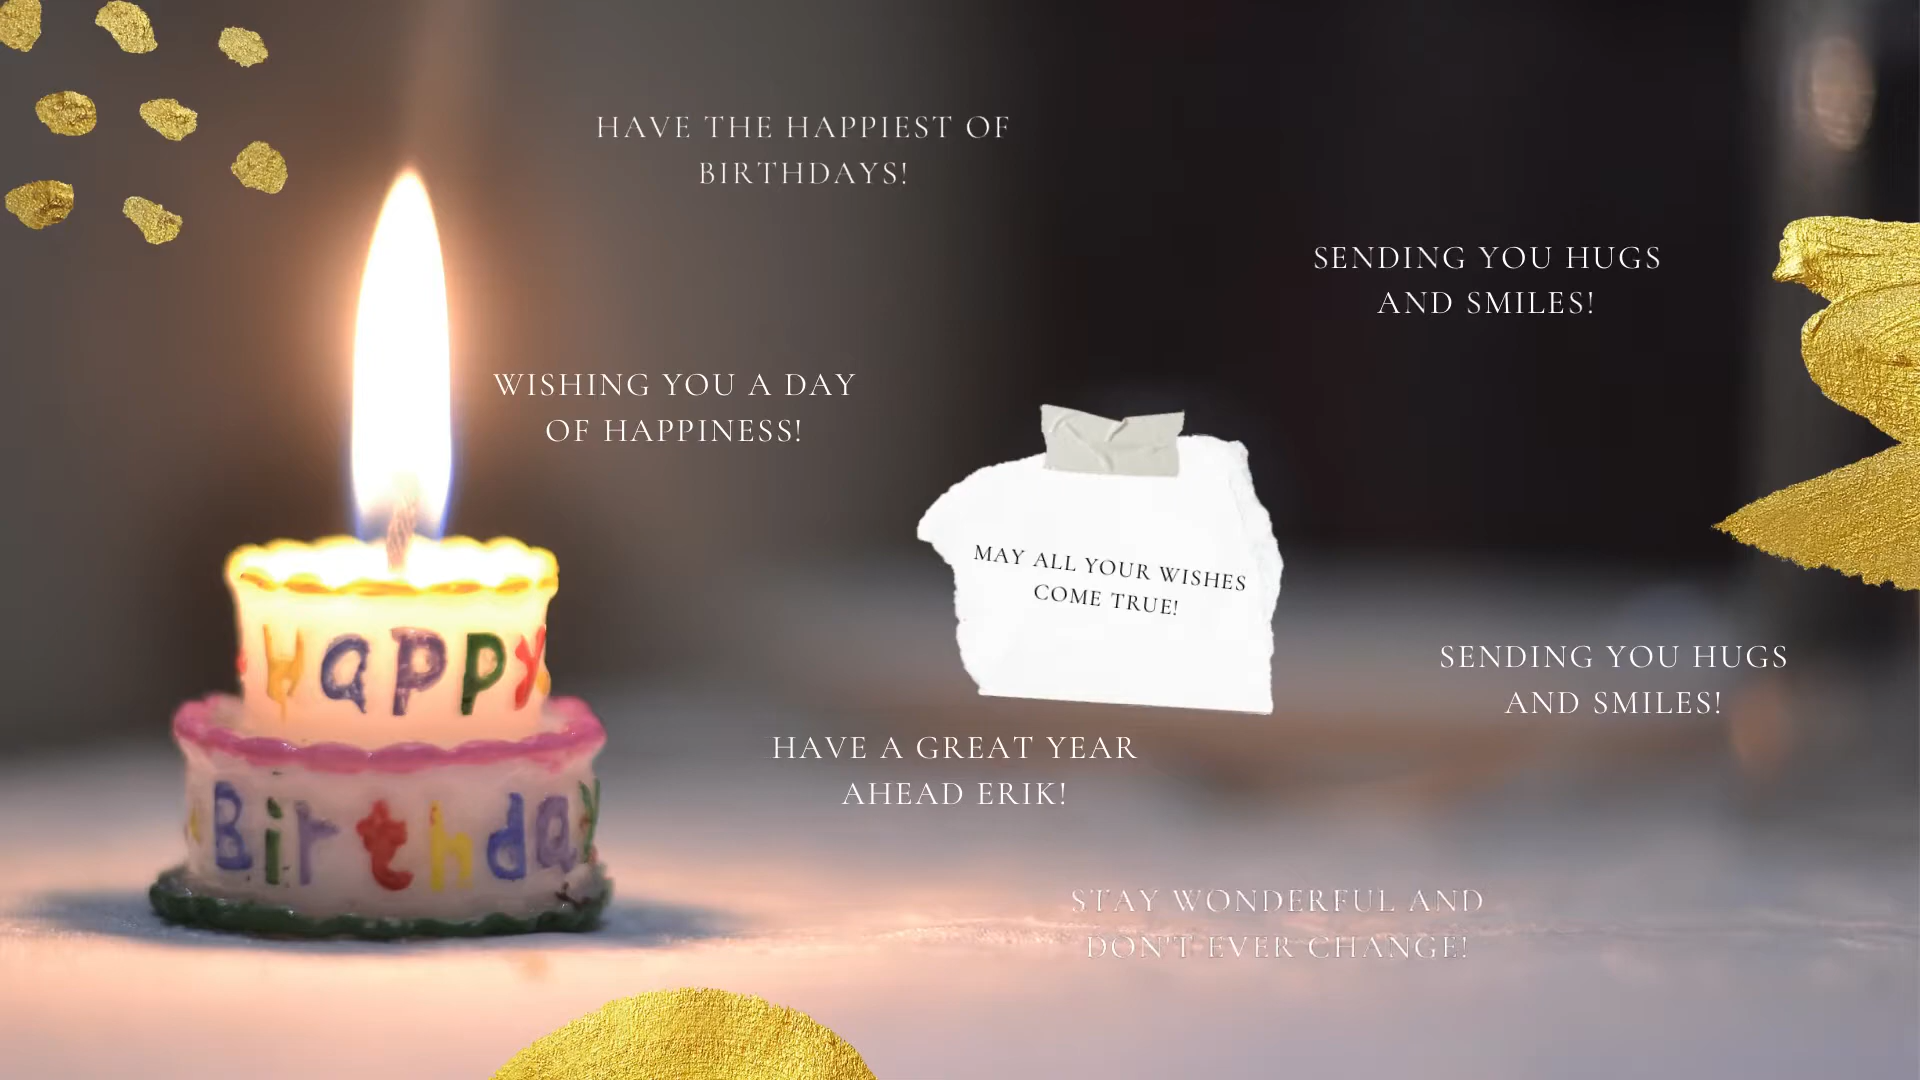 HAVE THE HAPPIEST OF
BIRTHDAYS!
SENDING YOU HUGS
AND SMILES!
WISHING YOU A DAY
OF HAPPINESS!
MAY ALL YOUR WISHES
COME TRUE!
Happy
Birthday
SENDING YOU HUGS
AND SMILES!
HAVE A GREAT YEAR
AHEAD ERIK!
STAY WONDERFUL AND
DON'T EVER CHANGE!